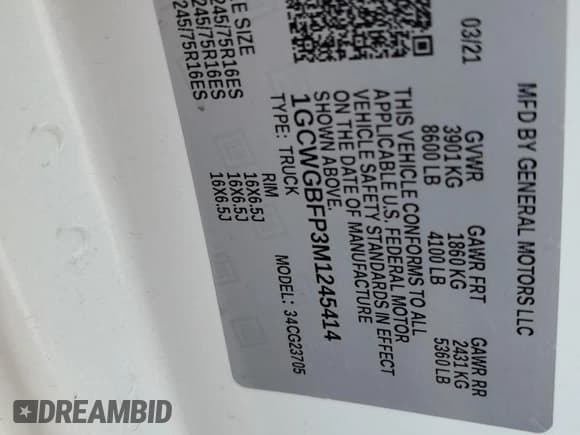 MFD BY GENERAL MOTORS LLC
03/21
GVWR
3901 KG
8600 LB
GAWR FRT
1860 KG
4100 LB
GAWR RR
2431 KG
5360 LB
THIS VEHICLE CONFORMS TO ALL
APPLICABLE U.S. FEDERAL MOTOR
VEHICLE SAFETY STANDARDS IN EFFECT
ON THE DATE OF MANUFACTURE
SHOWN ABOVE.
1GCWGBFP3M1245414
TYPE: TRUCK
MODEL: 34CG23705
SIZE
RIM
245/75R16ES
16X6.5J
245/75R16ES
16X6.5J
245/75R16ES
16X6.5J
DREAMBID